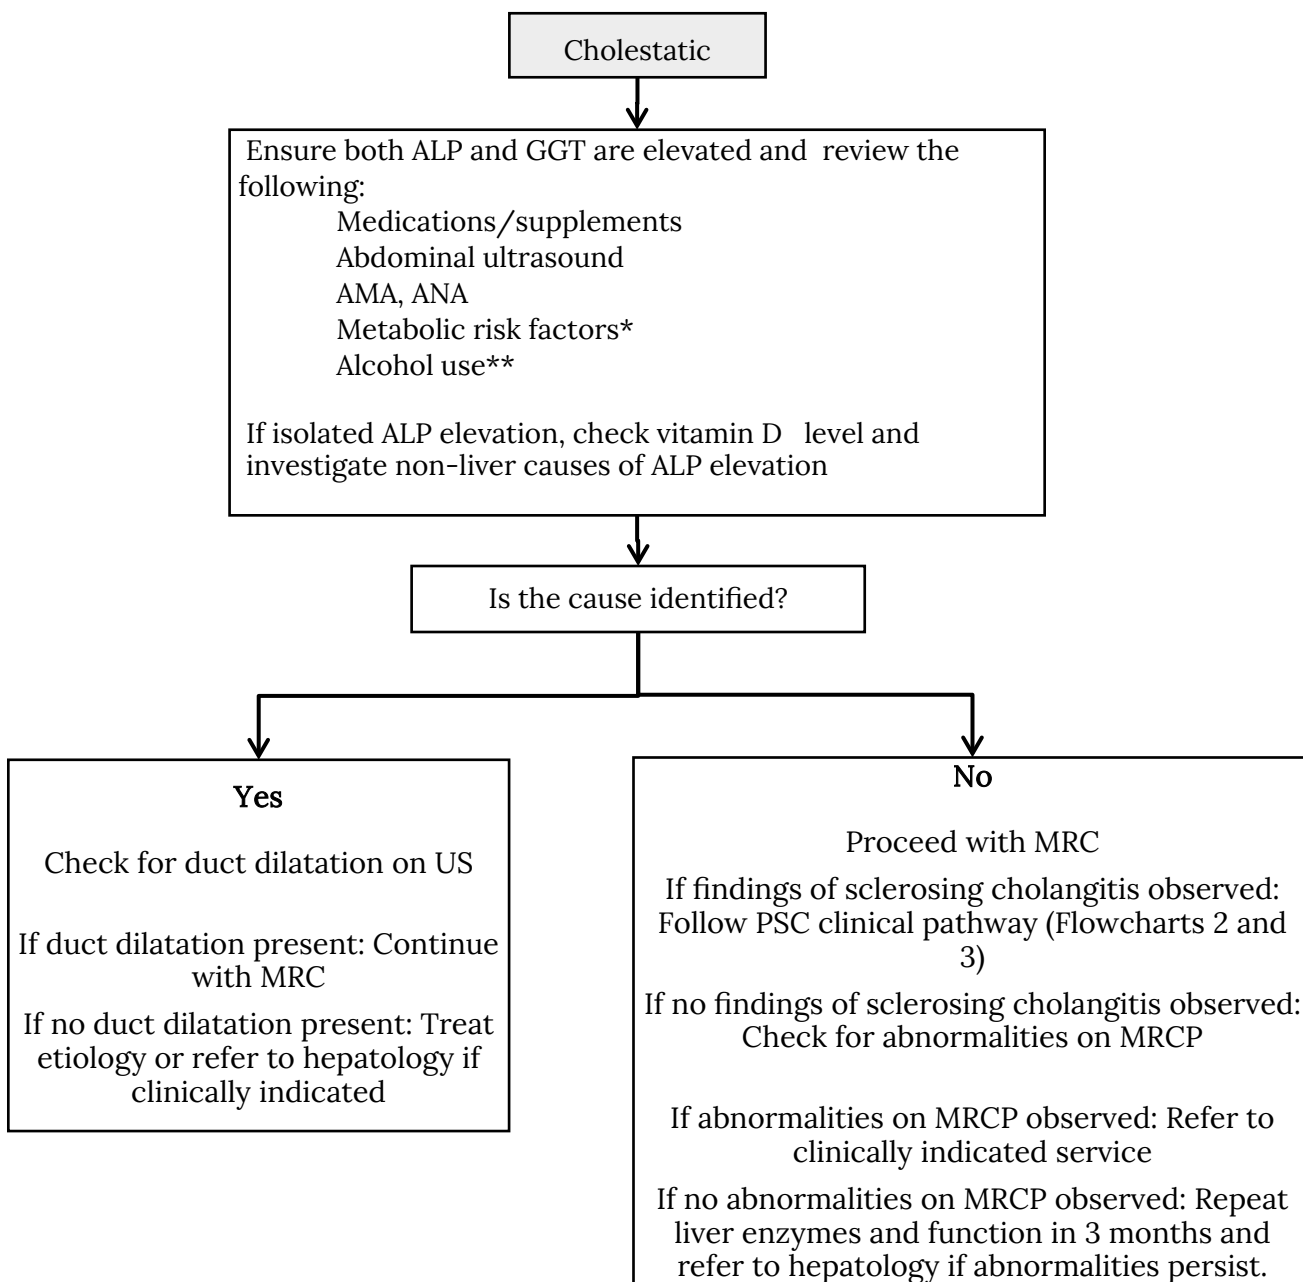 Cholestatic
Ensure both ALP and GGT are elevated and review the
following:
Medications/supplements
Abdominal ultrasound
AMA, ANA
Metabolic risk factors*
Alcohol use**
If isolated ALP elevation, check vitamin D level and
investigate non-liver causes of ALP elevation
Is the cause identified?
Yes
Check for duct dilatation on US
If duct dilatation present: Continue
with MRC
If no duct dilatation present: Treat
etiology or refer to hepatology if
clinically indicated
No
Proceed with MRC
If findings of sclerosing cholangitis observed:
Follow PSC clinical pathway (Flowcharts 2 and
3)
If no findings of sclerosing cholangitis observed:
Check for abnormalities on MRCP
If abnormalities on MRCP observed: Refer to
clinically indicated service
If no abnormalities on MRCP observed: Repeat
liver enzymes and function in 3 months and
refer to hepatology if abnormalities persist.